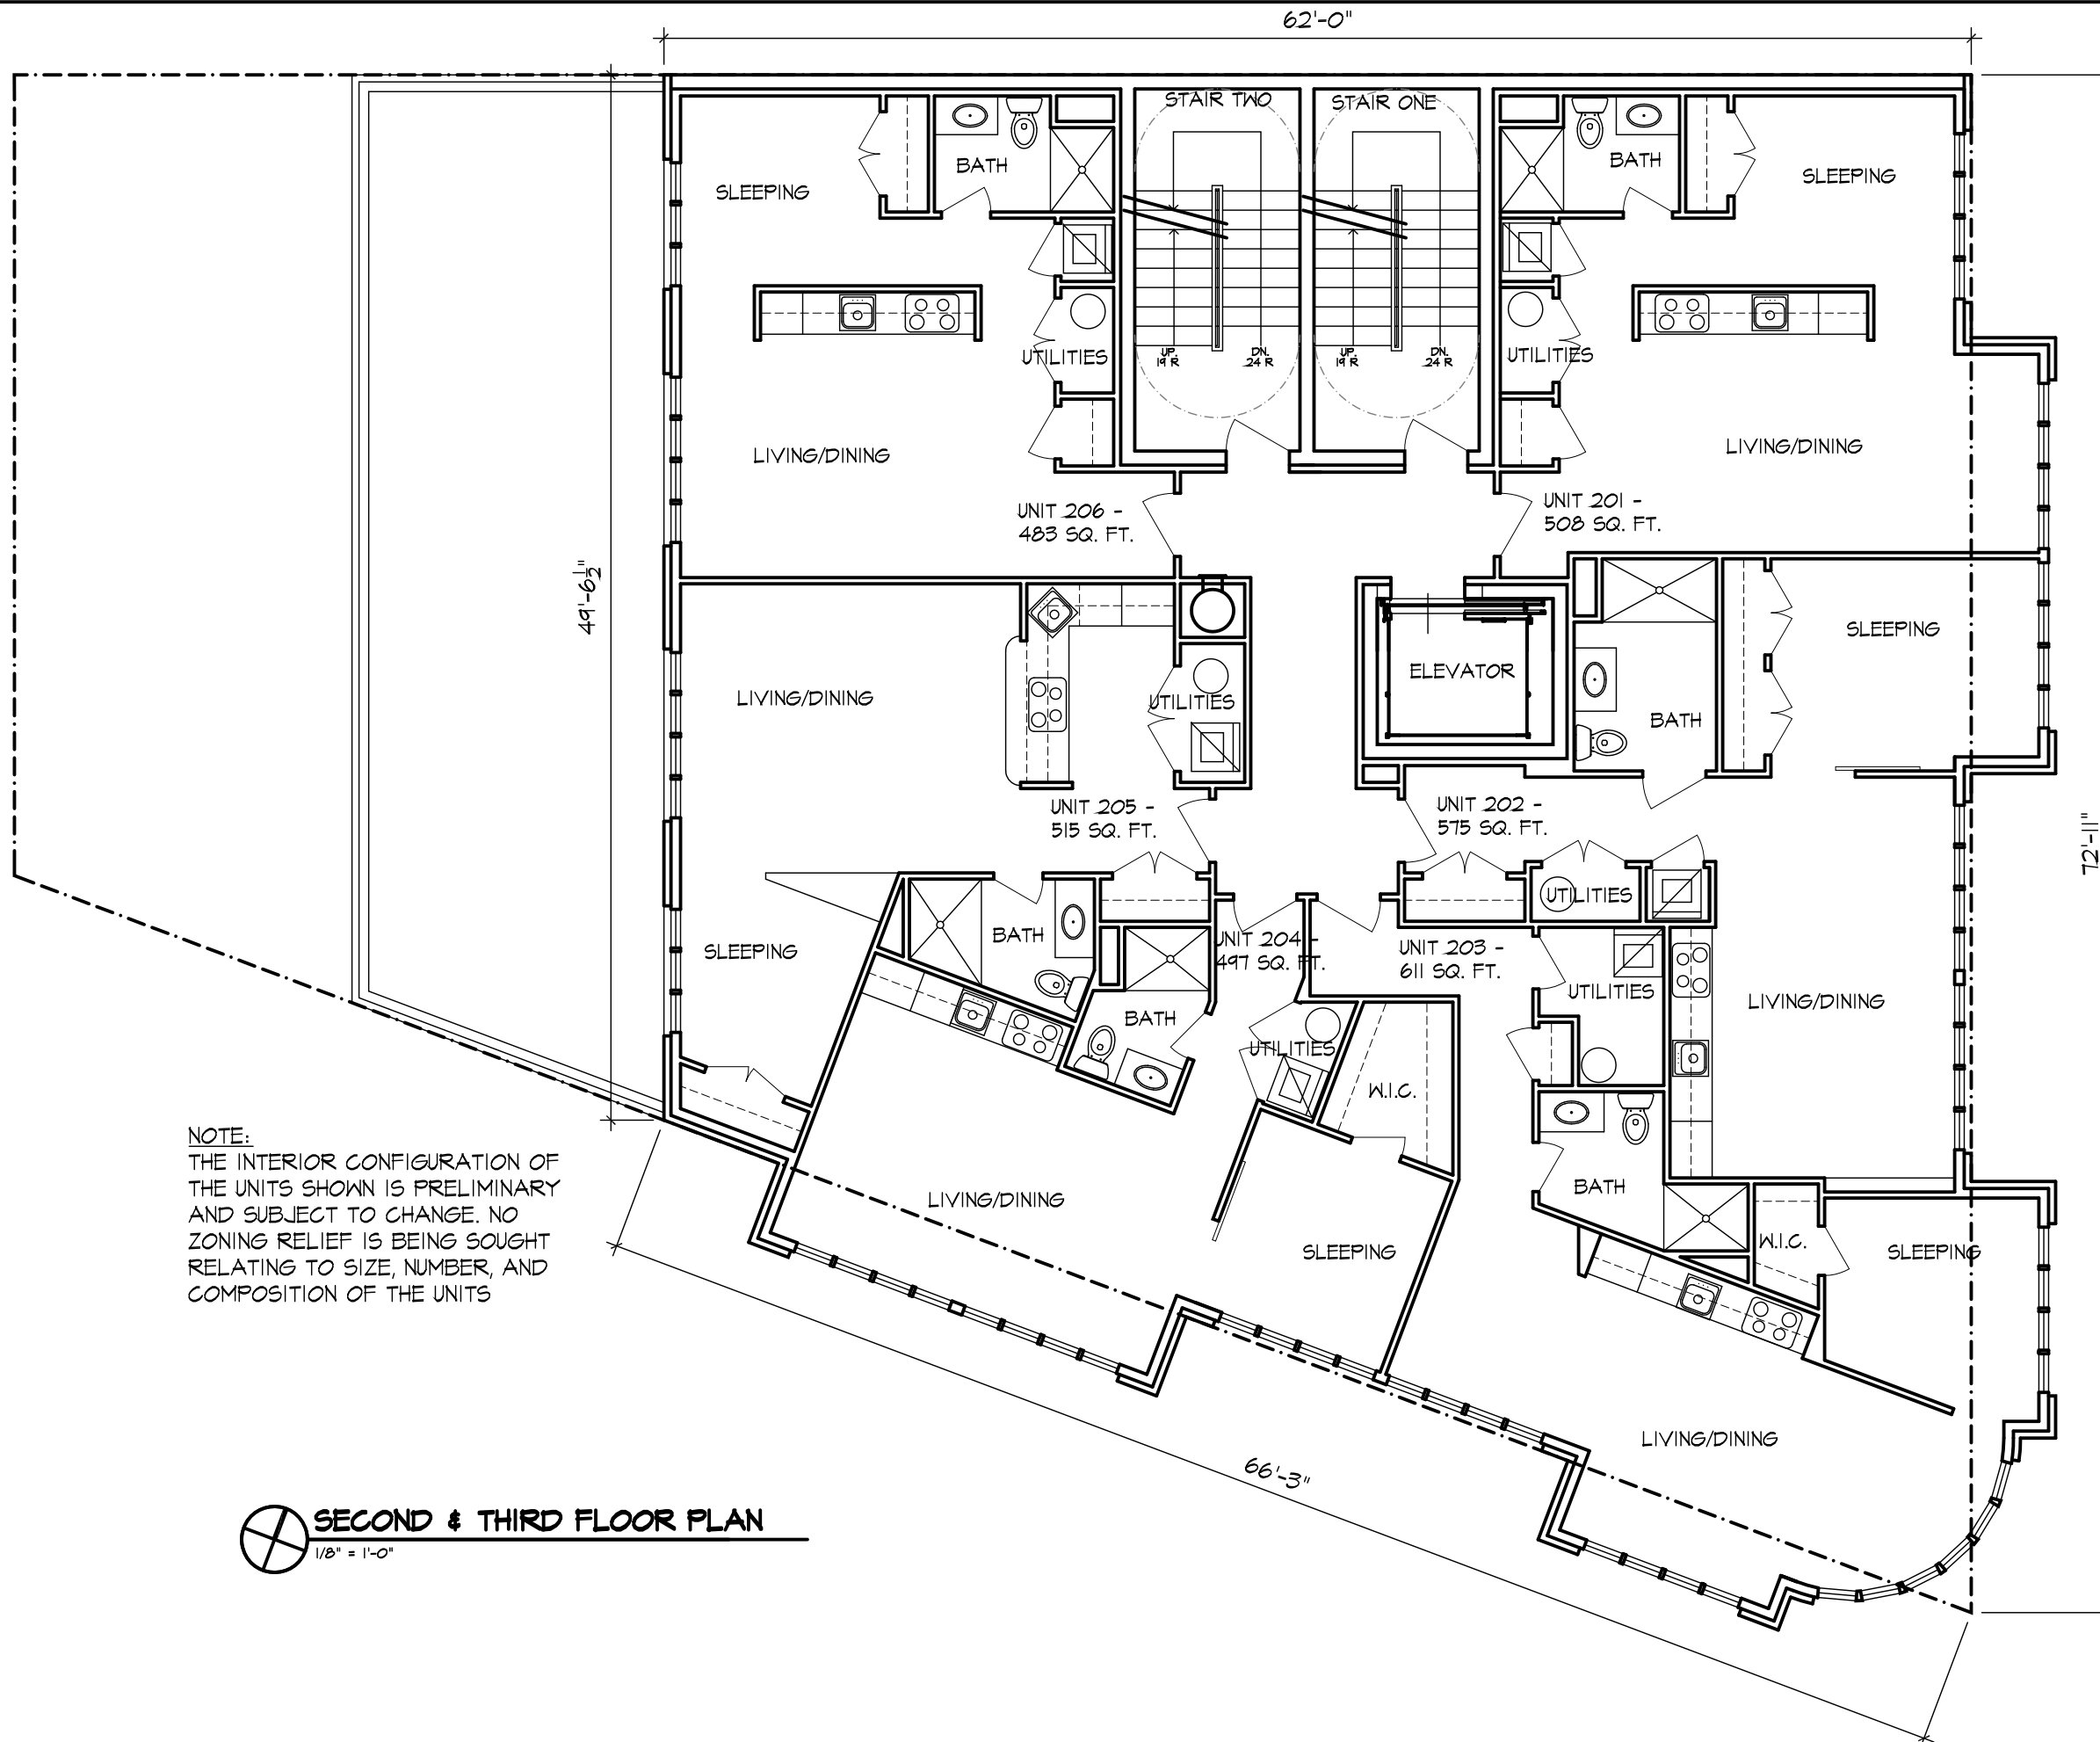 62'-0"
STAIR TWO
STAIR ONE
BATH
BATH
SLEEPING
SLEEPING
UP.
19 R
DN.
24 R
UP.
19 R
DN.
24 R
UTILITIES
UTILITIES
LIVING/DINING
LIVING/DINING
UNIT 206 -
483 SQ. FT.
UNIT 201 -
508 SQ. FT.
49'-6½"
SLEEPING
ELEVATOR
LIVING/DINING
UTILITIES
BATH
UNIT 205 -
515 SQ. FT.
UNIT 202 -
575 SQ. FT.
72'-11"
UTILITIES
SLEEPING
BATH
UNIT 204 -
497 SQ. FT.
UNIT 203 -
611 SQ. FT.
UTILITIES
LIVING/DINING
BATH
UTILITIES
W.I.C.
BATH
LIVING/DINING
SLEEPING
W.I.C.
SLEEPING
NOTE:
THE INTERIOR CONFIGURATION OF
THE UNITS SHOWN IS PRELIMINARY
AND SUBJECT TO CHANGE. NO
ZONING RELIEF IS BEING SOUGHT
RELATING TO SIZE, NUMBER, AND
COMPOSITION OF THE UNITS
LIVING/DINING
66'-3"
SECOND & THIRD FLOOR PLAN
1/8" = 1'-0"